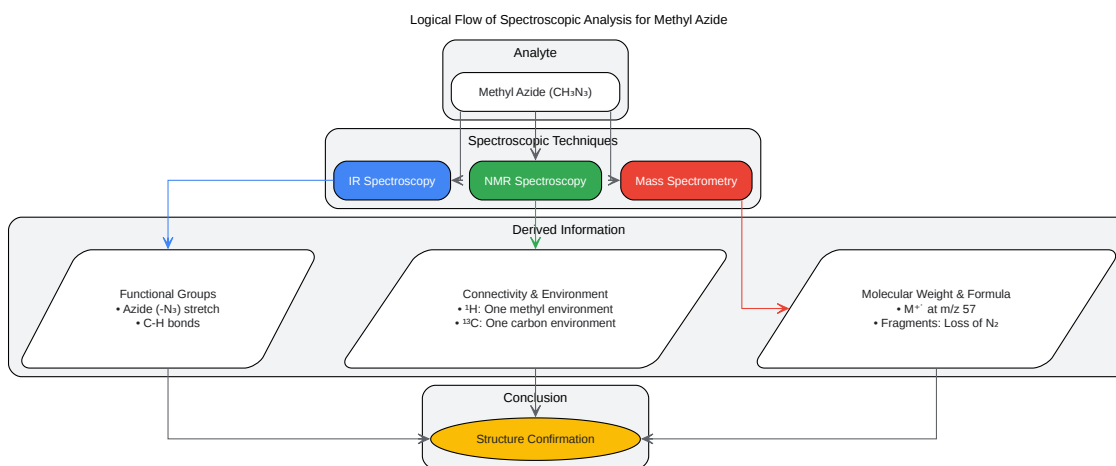 Logical Flow of Spectroscopic Analysis for Methyl Azide
Analyte
Methyl Azide (CH₃N₃)
Spectroscopic Techniques
IR Spectroscopy
NMR Spectroscopy
Mass Spectrometry
Derived Information
Functional Groups
• Azide (-N₃) stretch
• C-H bonds
Connectivity & Environment
• ¹H: One methyl environment
• ¹³C: One carbon environment
Molecular Weight & Formula
• M⁺˙ at m/z 57
• Fragments: Loss of N₂
Conclusion
Structure Confirmation